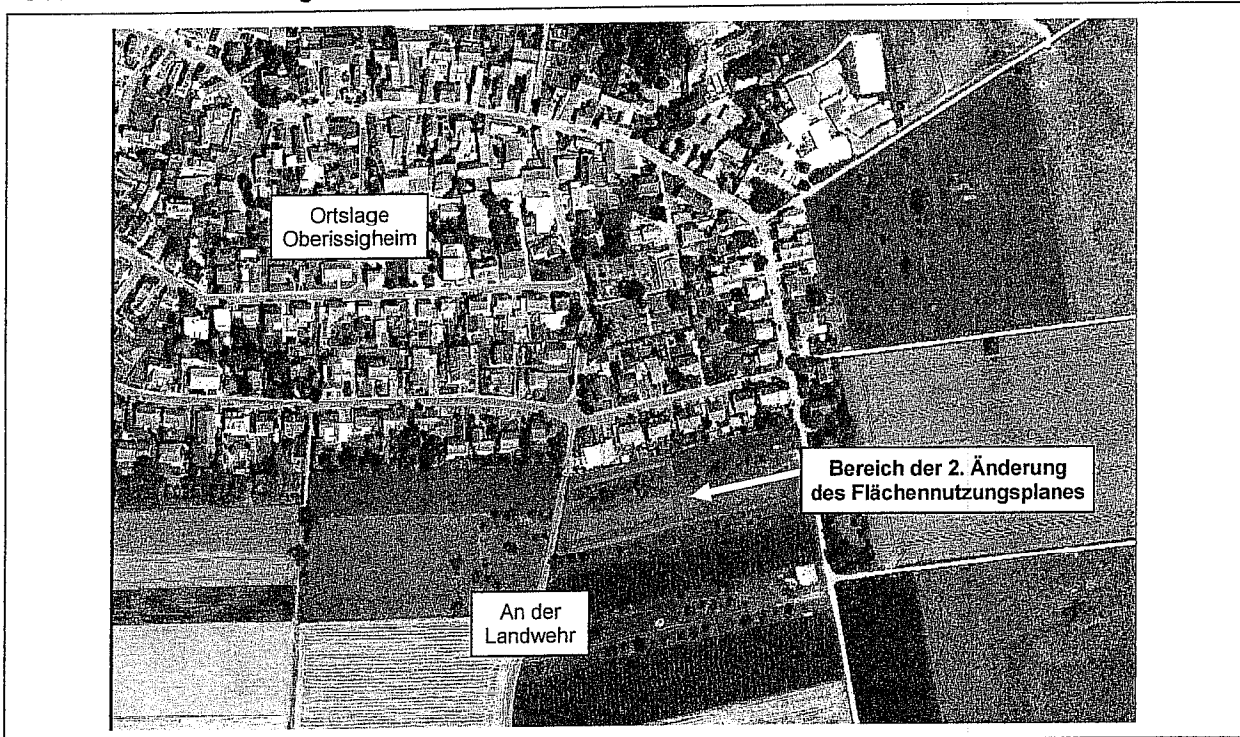 Ortslage
Oberissigheim
Bereich der 2. Änderung
des Flächennutzungsplanes
An der
Landwehr